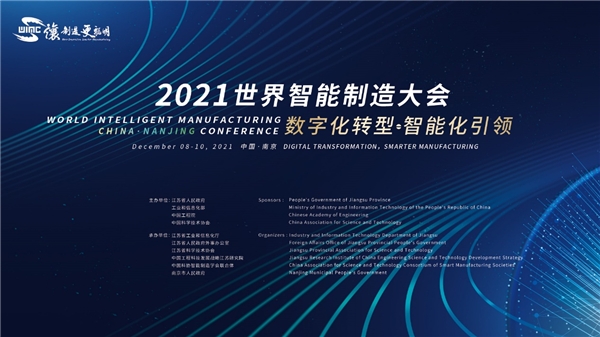 WIMC 让制造更聪明
2021世界智能制造大会
WORLD INTELLIGENT MANUFACTURING
CHINA·NANJING CONFERENCE 数字化转型·智能化引领
December 08-10, 2021 中国·南京 DIGITAL TRANSFORMATION, SMARTER MANUFACTURING
主办单位：江苏省人民政府 Sponsors： People's Government of Jiangsu Province
工业和信息化部 Ministry of Industry and Information Technology of the People's Republic of China
中国工程院 Chinese Academy of Engineering
中国科学技术协会 China Association for Science and Technology
承办单位：江苏省工业和信息化厅 Organizers： Industry and Information Technology Department of Jiangsu
江苏省人民政府外事办公室 Foreign Affairs Office of Jiangsu Provincial People's Government
江苏省科学技术协会 Jiangsu Provincial Association for Science and Technology
中国工程科技发展战略江苏研究院 Jiangsu Research Institute of China Engineering Science and Technology Development Strategy
中国科协智能制造学会联合体 China Association for Science and Technology Consortium of Smart Manufacturing Societies
南京市人民政府 Nanjing Municipal People's Government